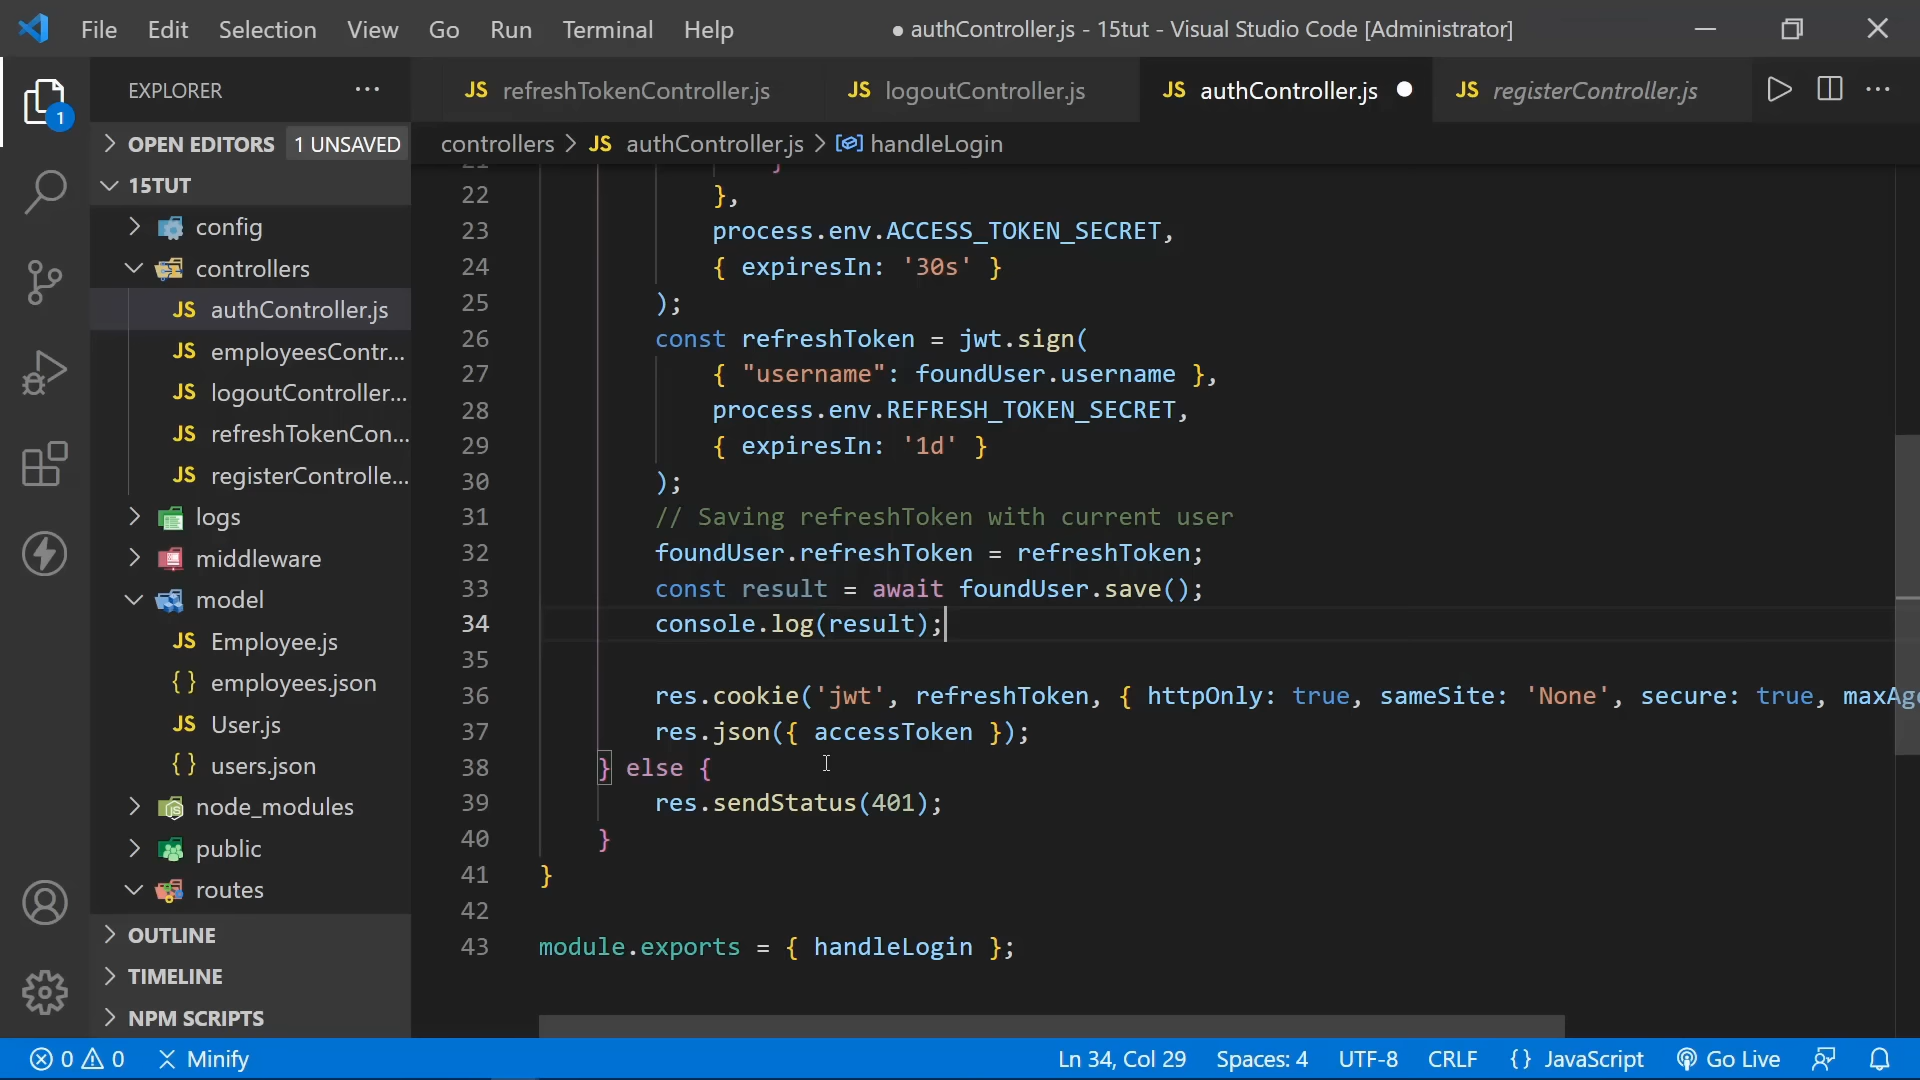 File Edit Selection View Go Run Terminal Help
● authController.js - 15tut - Visual Studio Code [Administrator]
EXPLORER
JS refreshTokenController.js
JS logoutController.js
JS authController.js
JS registerController.js
1
OPEN EDITORS
1 UNSAVED
controllers > JS authController.js > handleLogin
15TUT
config
controllers
JS authController.js
JS employeesContr...
JS logoutController...
JS refreshTokenCon...
JS registerControlle...
logs
middleware
model
JS Employee.js
{ } employees.json
JS User.js
{ } users.json
node_modules
public
routes
OUTLINE
TIMELINE
NPM SCRIPTS
21 }
22 },
23 process.env.ACCESS_TOKEN_SECRET,
24 { expiresIn: '30s' }
25 );
26 const refreshToken = jwt.sign(
27 { "username": foundUser.username },
28 process.env.REFRESH_TOKEN_SECRET,
29 { expiresIn: '1d' }
30 );
31 // Saving refreshToken with current user
32 foundUser.refreshToken = refreshToken;
33 const result = await foundUser.save();
34 console.log(result);
35
36 res.cookie('jwt', refreshToken, { httpOnly: true, sameSite: 'None', secure: true, maxAge
37 res.json({ accessToken });
38 } else {
39 res.sendStatus(401);
40 }
41 }
42
43 module.exports = { handleLogin };
0 0 Minify
Ln 34, Col 29 Spaces: 4 UTF-8 CRLF { } JavaScript Go Live